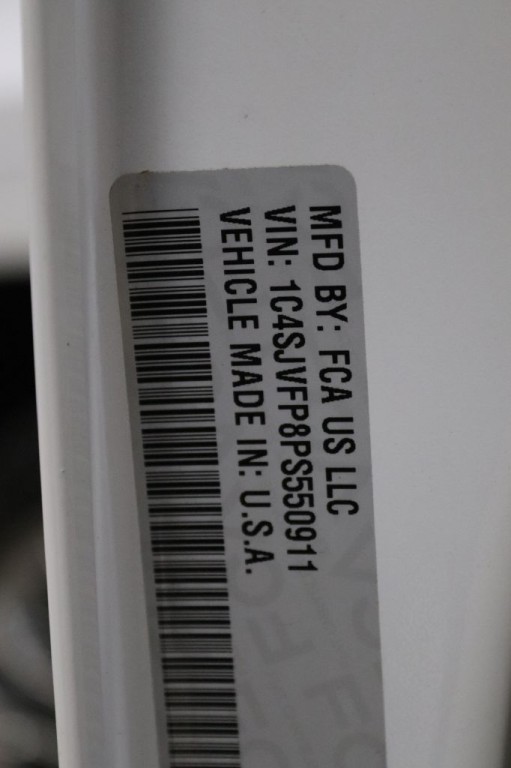 MFD BY: FCA US LLC
VIN: 1C4SJVFP8PS550911
VEHICLE MADE IN: U.S.A.